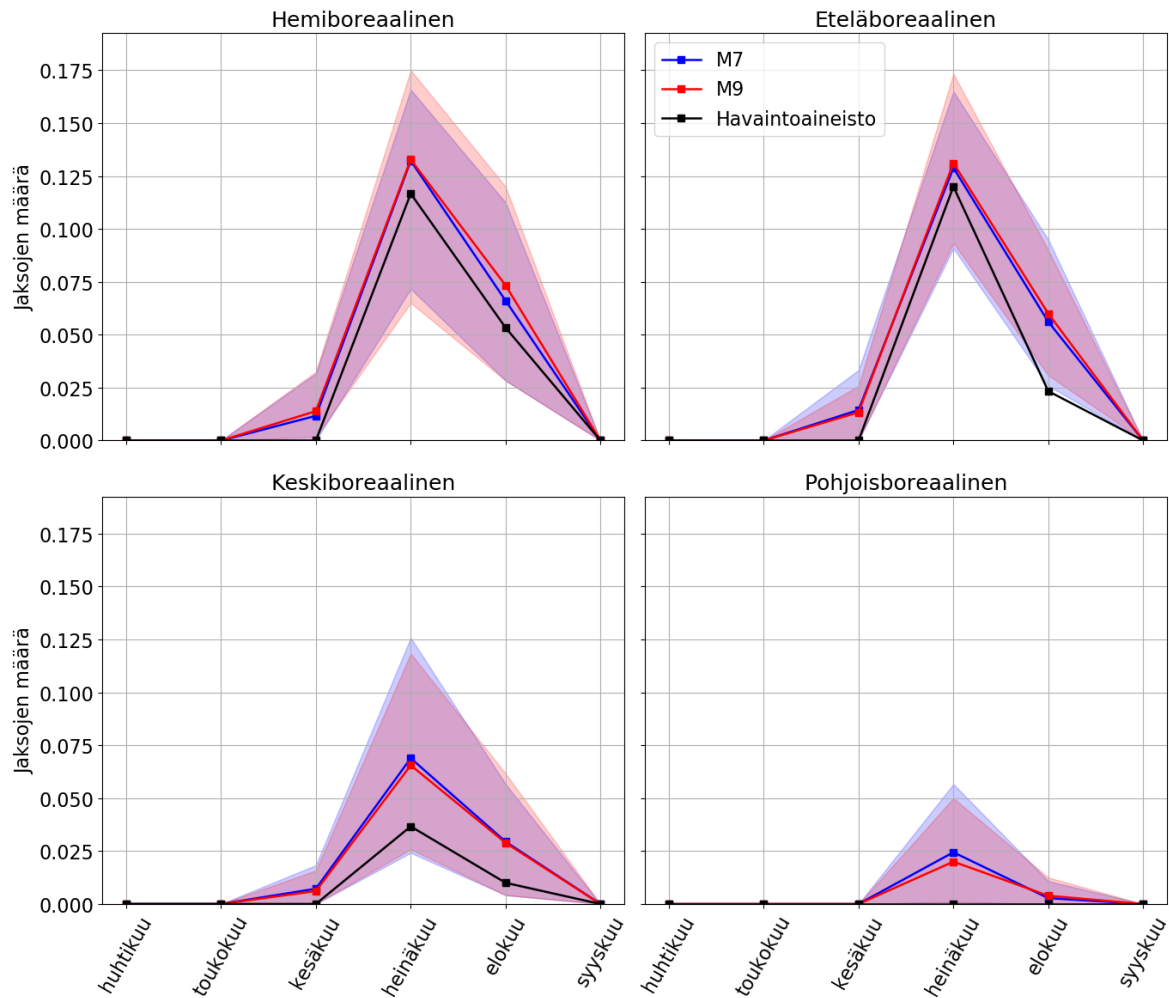 Hemiboreaalinen
Eteläboreaalinen
Jaksojen määrä
0.175
0.150
0.125
0.100
0.075
0.050
0.025
0.000
M7
M9
Havaintoaineisto
Keskiboreaalinen
Pohjoisboreaalinen
Jaksojen määrä
0.175
0.150
0.125
0.100
0.075
0.050
0.025
0.000
huhtikuu
toukokuu
kesäkuu
heinäkuu
elokuu
syyskuu
huhtikuu
toukokuu
kesäkuu
heinäkuu
elokuu
syyskuu